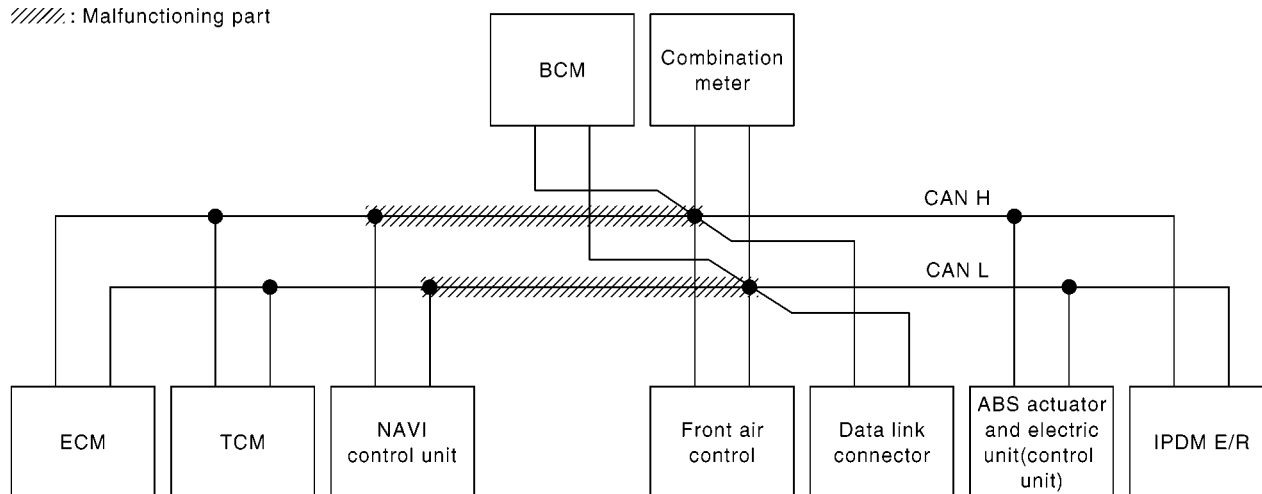 : Malfunctioning part
BCM
Combination
meter
CAN H
CAN L
ECM
TCM
NAVI
control unit
Front air
control
Data link
connector
ABS actuator
and electric
unit(control
unit)
IPDM E/R